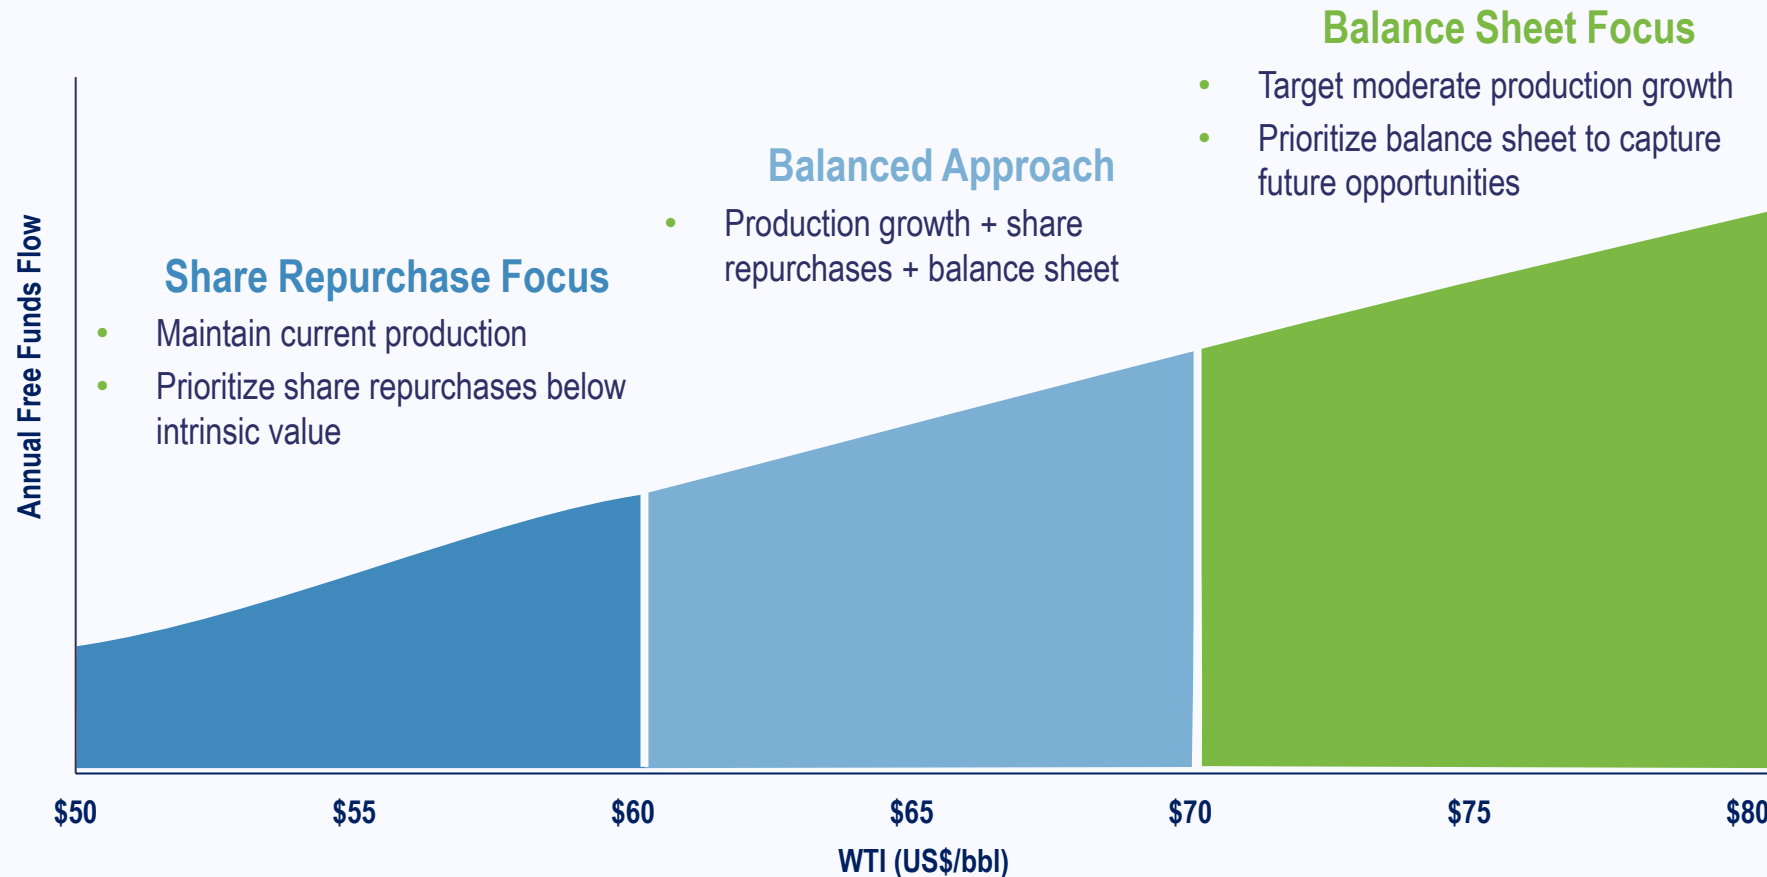 Balance Sheet Focus
• Target moderate production growth
• Prioritize balance sheet to capture
future opportunities
Balanced Approach
• Production growth + share
repurchases + balance sheet
Share Repurchase Focus
• Maintain current production
• Prioritize share repurchases below
intrinsic value
Annual Free Funds Flow
$50 $55 $60 $65 $70 $75 $80
WTI (US$/bbl)